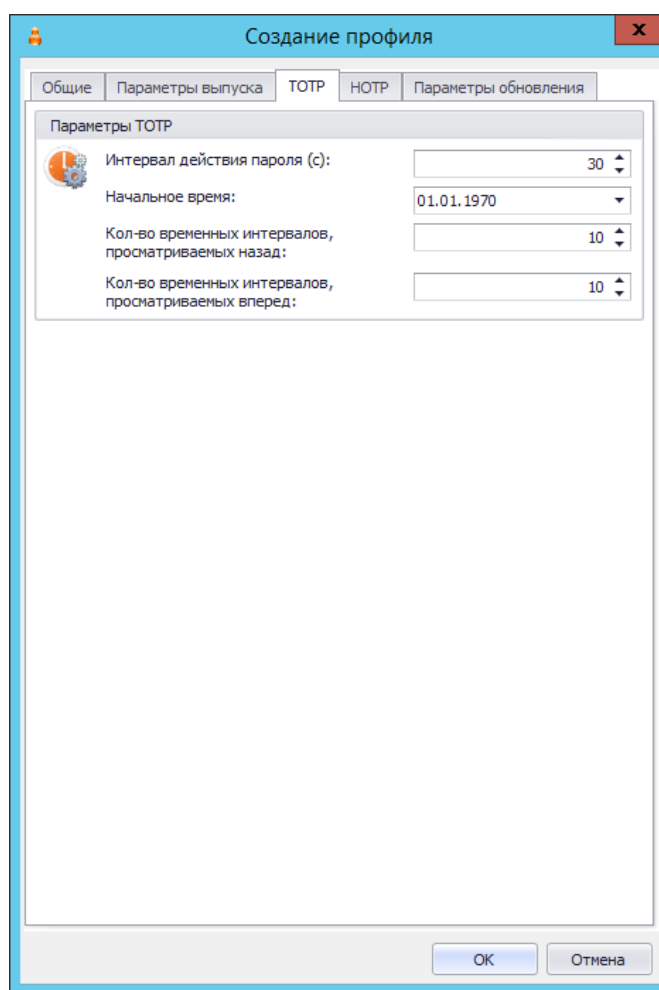 Создание профиля
x
Общие Параметры выпуска TOTP HOTP Параметры обновления
Параметры TOTP
Интервал действия пароля (с): 30
Начальное время: 01.01.1970
Кол-во временных интервалов,
просматриваемых назад: 10
Кол-во временных интервалов,
просматриваемых вперед: 10
OK Отмена